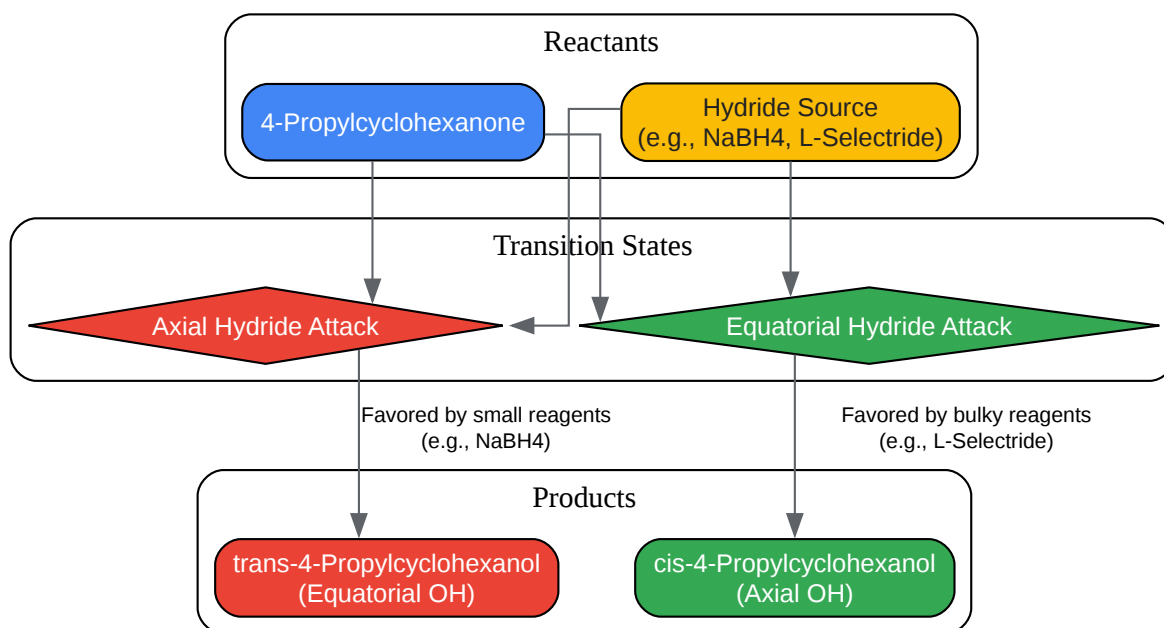 Reactants
4-Propylcyclohexanone
Hydride Source
(e.g., NaBH4, L-Selectride)
Transition States
Axial Hydride Attack
Equatorial Hydride Attack
Favored by small reagents
(e.g., NaBH4)
Favored by bulky reagents
(e.g., L-Selectride)
Products
trans-4-Propylcyclohexanol
(Equatorial OH)
cis-4-Propylcyclohexanol
(Axial OH)